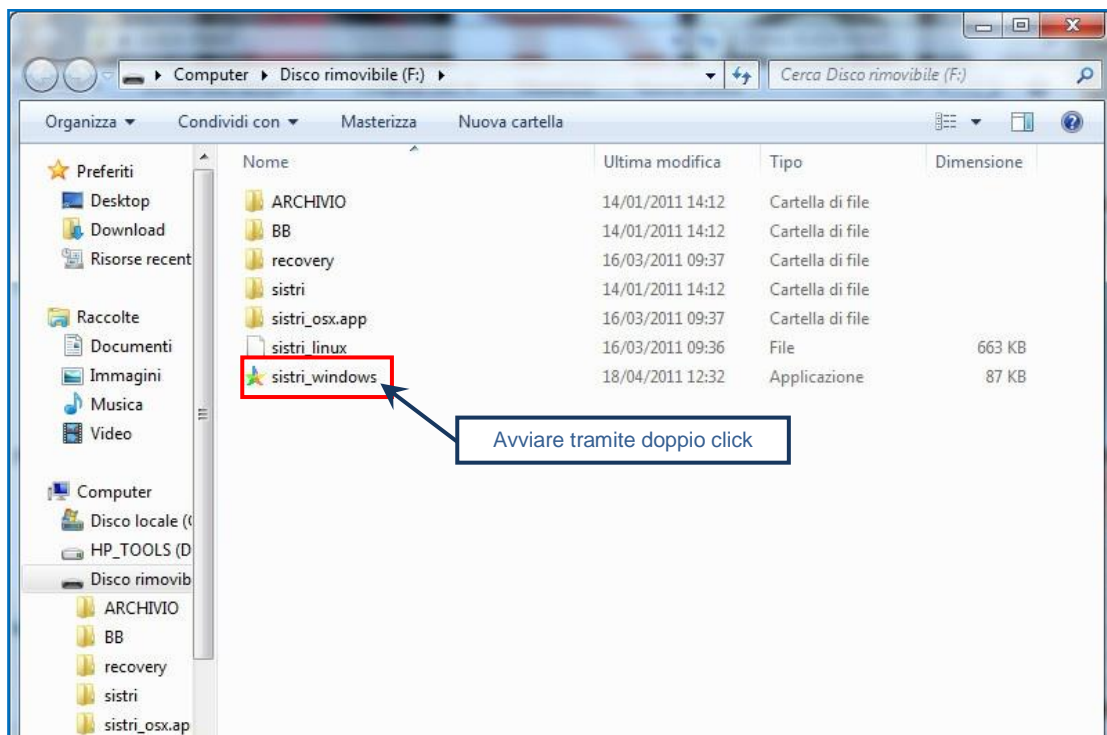 Computer ▸ Disco rimovibile (F:) ▸
Cerca Disco rimovibile (F:)
Organizza Condividi con Masterizza Nuova cartella
Preferiti
Desktop
Download
Risorse recent
Raccolte
Documenti
Immagini
Musica
Video
Computer
Disco locale (
HP_TOOLS (D
Disco rimovib
ARCHIVIO
BB
recovery
sistri
sistri_osx.ap
Nome Ultima modifica Tipo Dimensione
ARCHIVIO 14/01/2011 14:12 Cartella di file
BB 14/01/2011 14:12 Cartella di file
recovery 16/03/2011 09:37 Cartella di file
sistri 14/01/2011 14:12 Cartella di file
sistri_osx.app 16/03/2011 09:37 Cartella di file
sistri_linux 16/03/2011 09:36 File 663 KB
sistri_windows 18/04/2011 12:32 Applicazione 87 KB
Avviare tramite doppio click